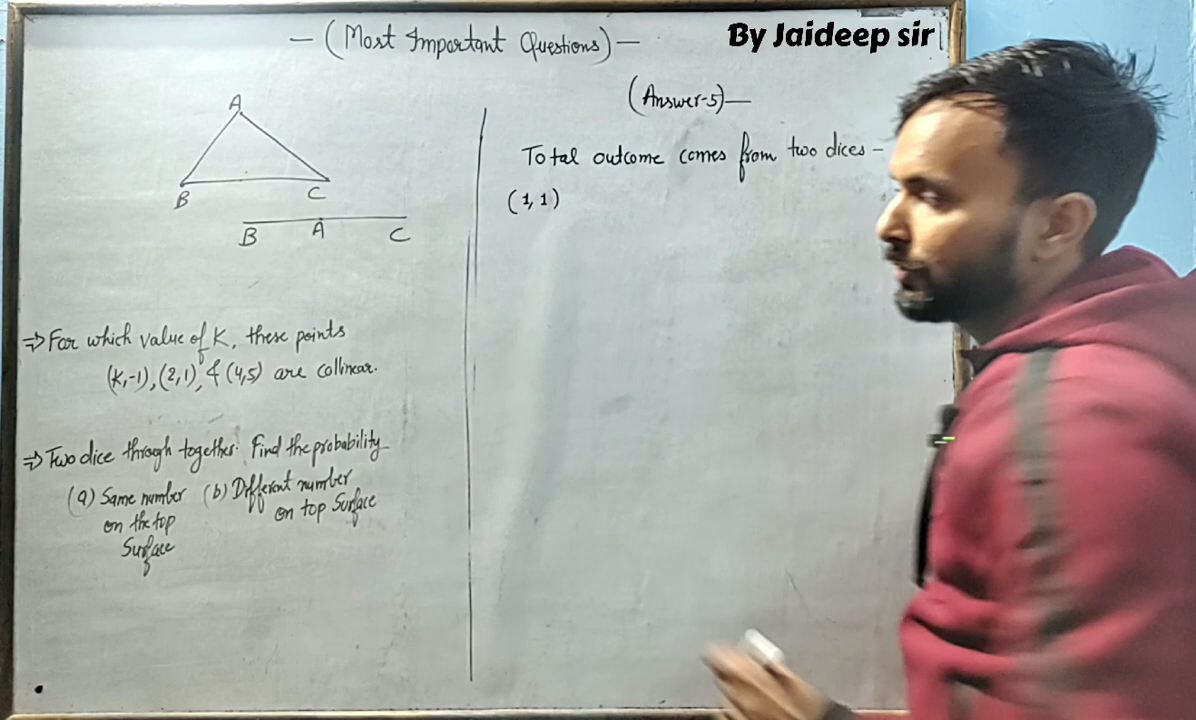 - (Most Important Questions) -
By Jaideep sir
A
B C
B A C
⇒ For which value of K, these points
(K,-1), (2,1), & (4,5) are collinear.
⇒ Two dice through together. Find the probability
(a) Same number
on the top
Surface
(b) Different number
on top Surface
(Answer-5)—
Total outcome comes from two dices -
(1,1)